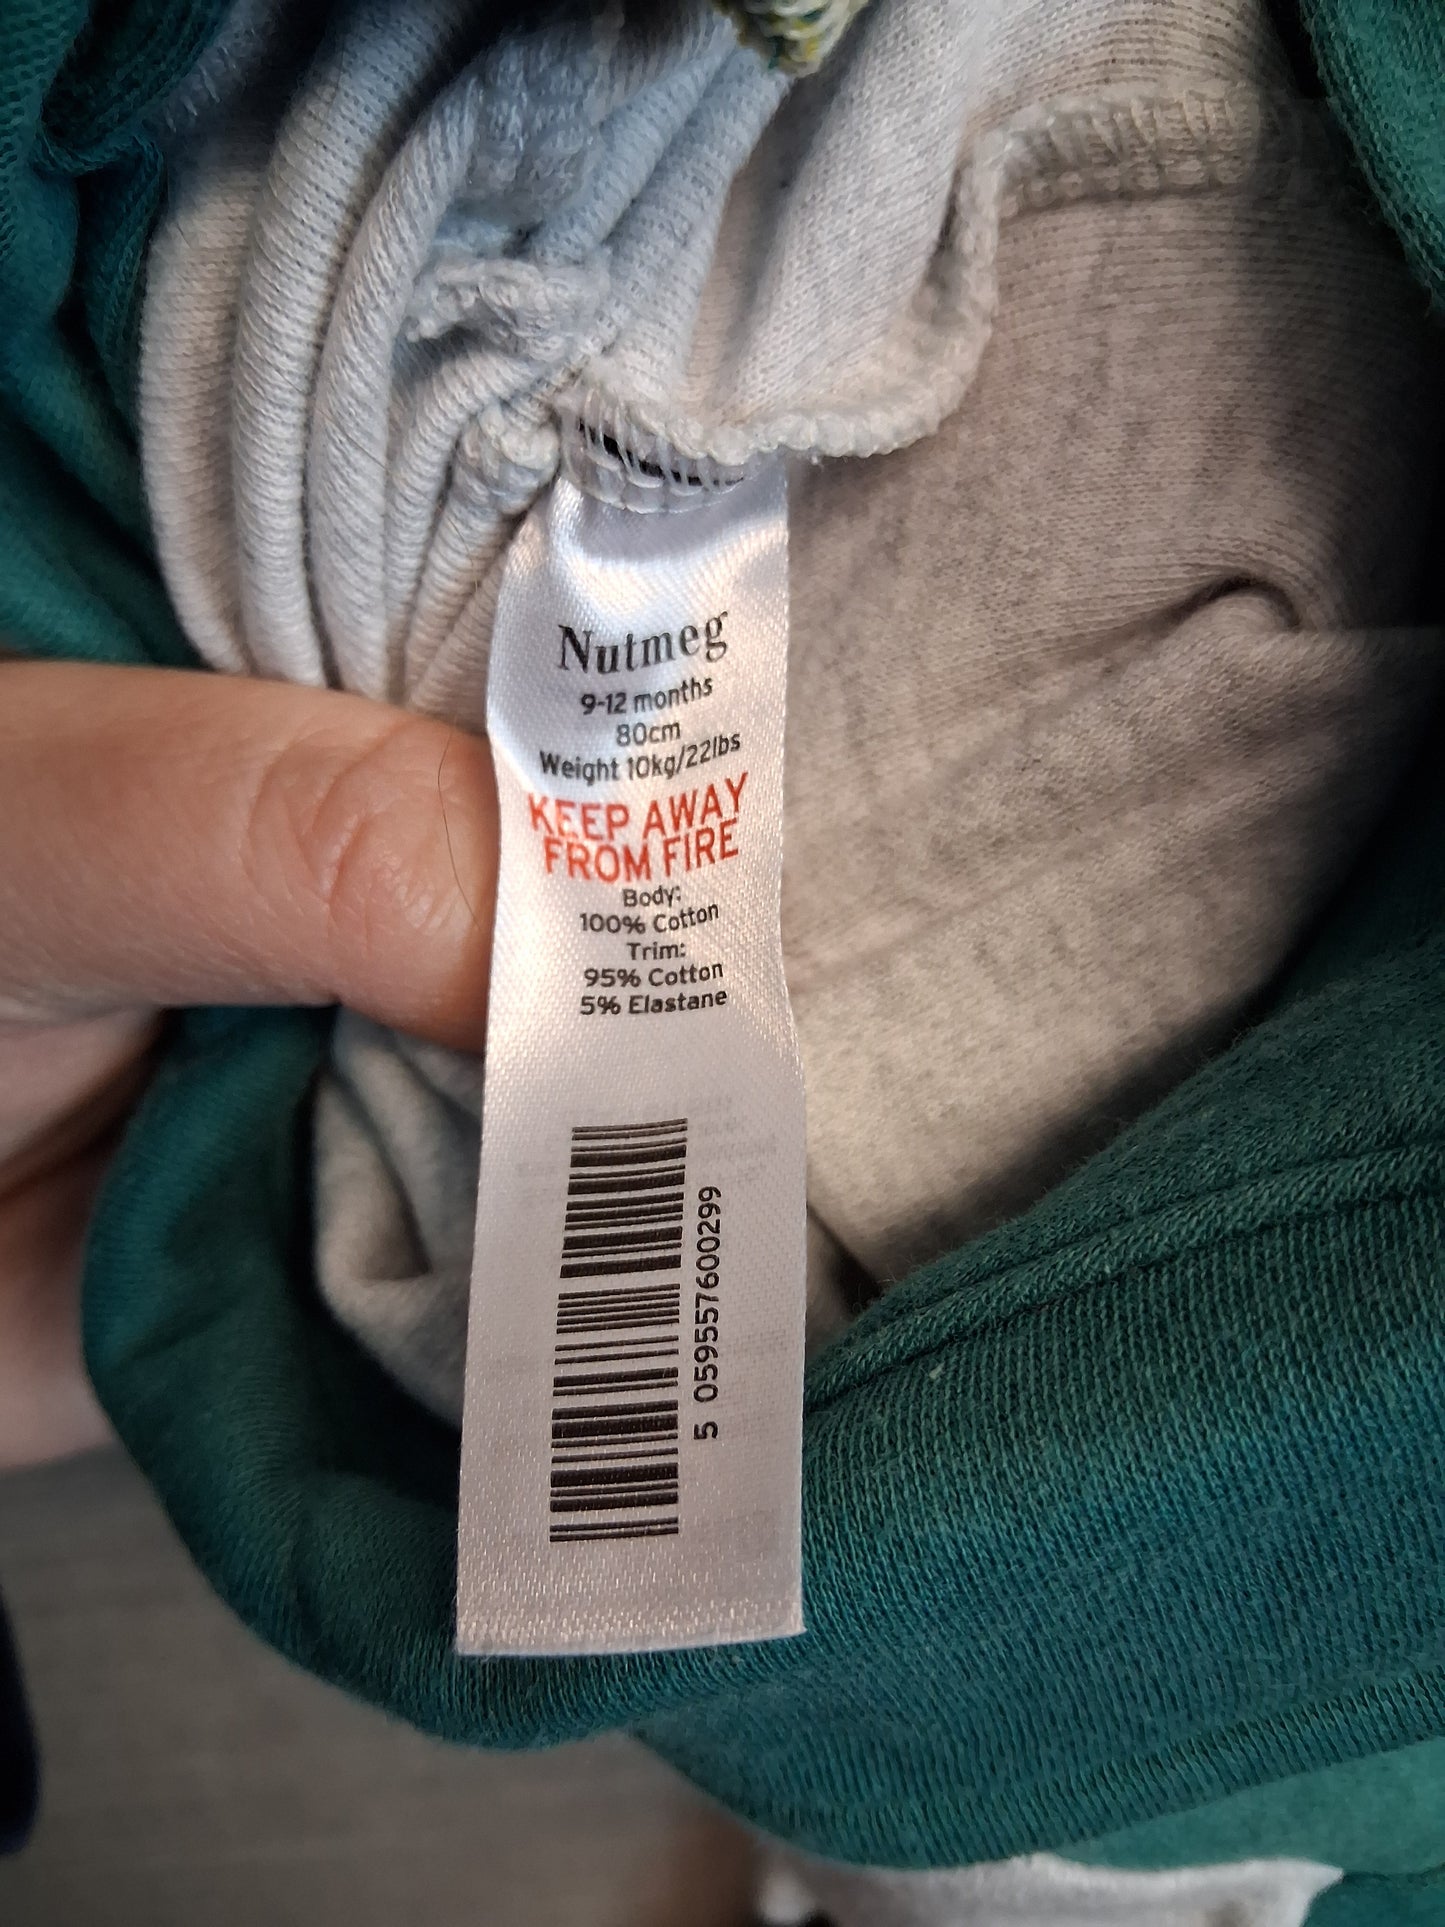 Nutmeg
9-12 months
80cm
Weight 10kg/22lbs
KEEP AWAY
FROM FIRE
Body:
100% Cotton
Trim:
95% Cotton
5% Elastane
5 059557600299